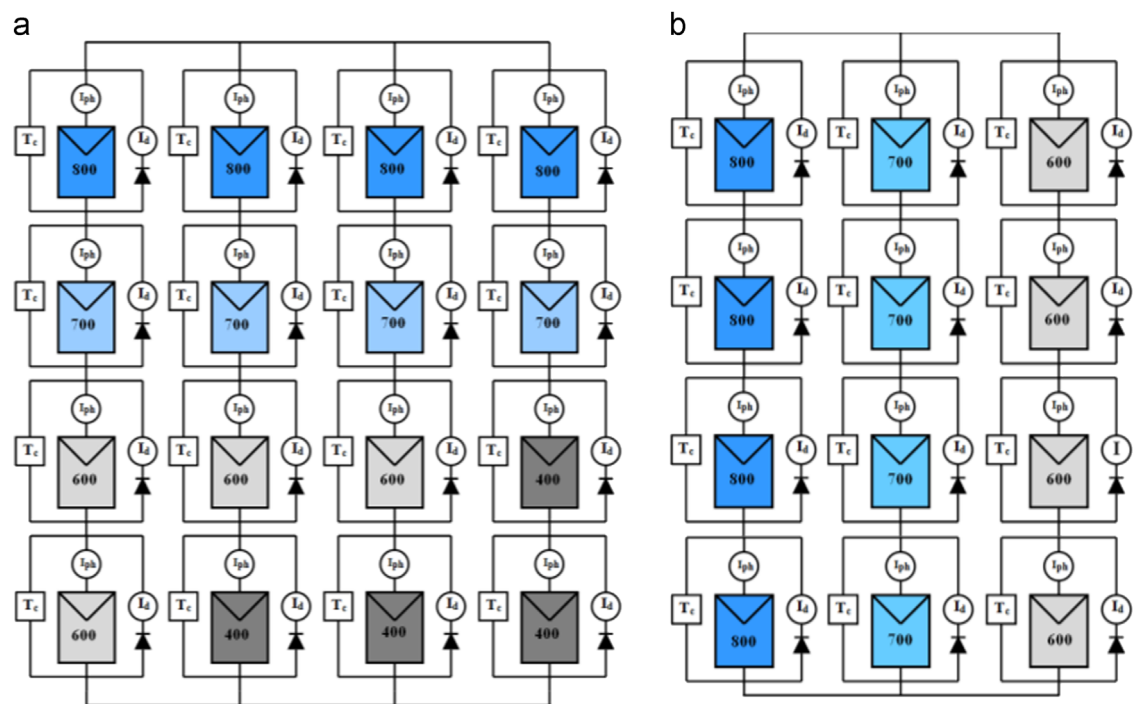 a b
Iph Iph Iph Iph
Tc Id Tc Id Tc Id Tc Id
800 800 800 800
Iph Iph Iph Iph
Tc Id Tc Id Tc Id Tc Id
700 700 700 700
Iph Iph Iph Iph
Tc Id Tc Id Tc Id Tc Id
600 600 600 400
Iph Iph Iph Iph
Tc Id Tc Id Tc Id Tc Id
600 400 400 400
Iph Iph Iph
Tc Id Tc Id Tc Id
800 700 600
Iph Iph Iph
Tc Id Tc Id Tc Id
800 700 600
Iph Iph Iph
Tc Id Tc Id Tc I
800 700 600
Iph Iph Iph
Tc Id Tc Id Tc Id
800 700 600